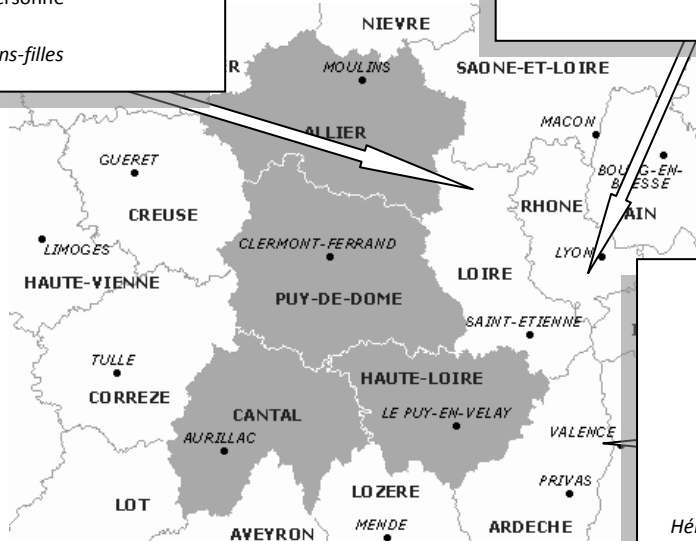 ersonne
ns-filles
NIEVRE
R
MOULINS
SAONE-ET-LOIRE
ALLIER
MACON
GUERET
BOURG-EN-
BRESSE
CREUSE
RHONE
AIN
LIMOGES
CLERMONT-FERRAND
LYON
HAUTE-VIENNE
LOIRE
PUY-DE-DOME
SAINT-ETIENNE
TULLE
HAUTE-LOIRE
CORREZE
CANTAL
LE PUY-EN-VELAY
AURILLAC
VALENCE
LOT
LOZERE
PRIVAS
AVEYRON
MENDE
ARDECHE
Hér